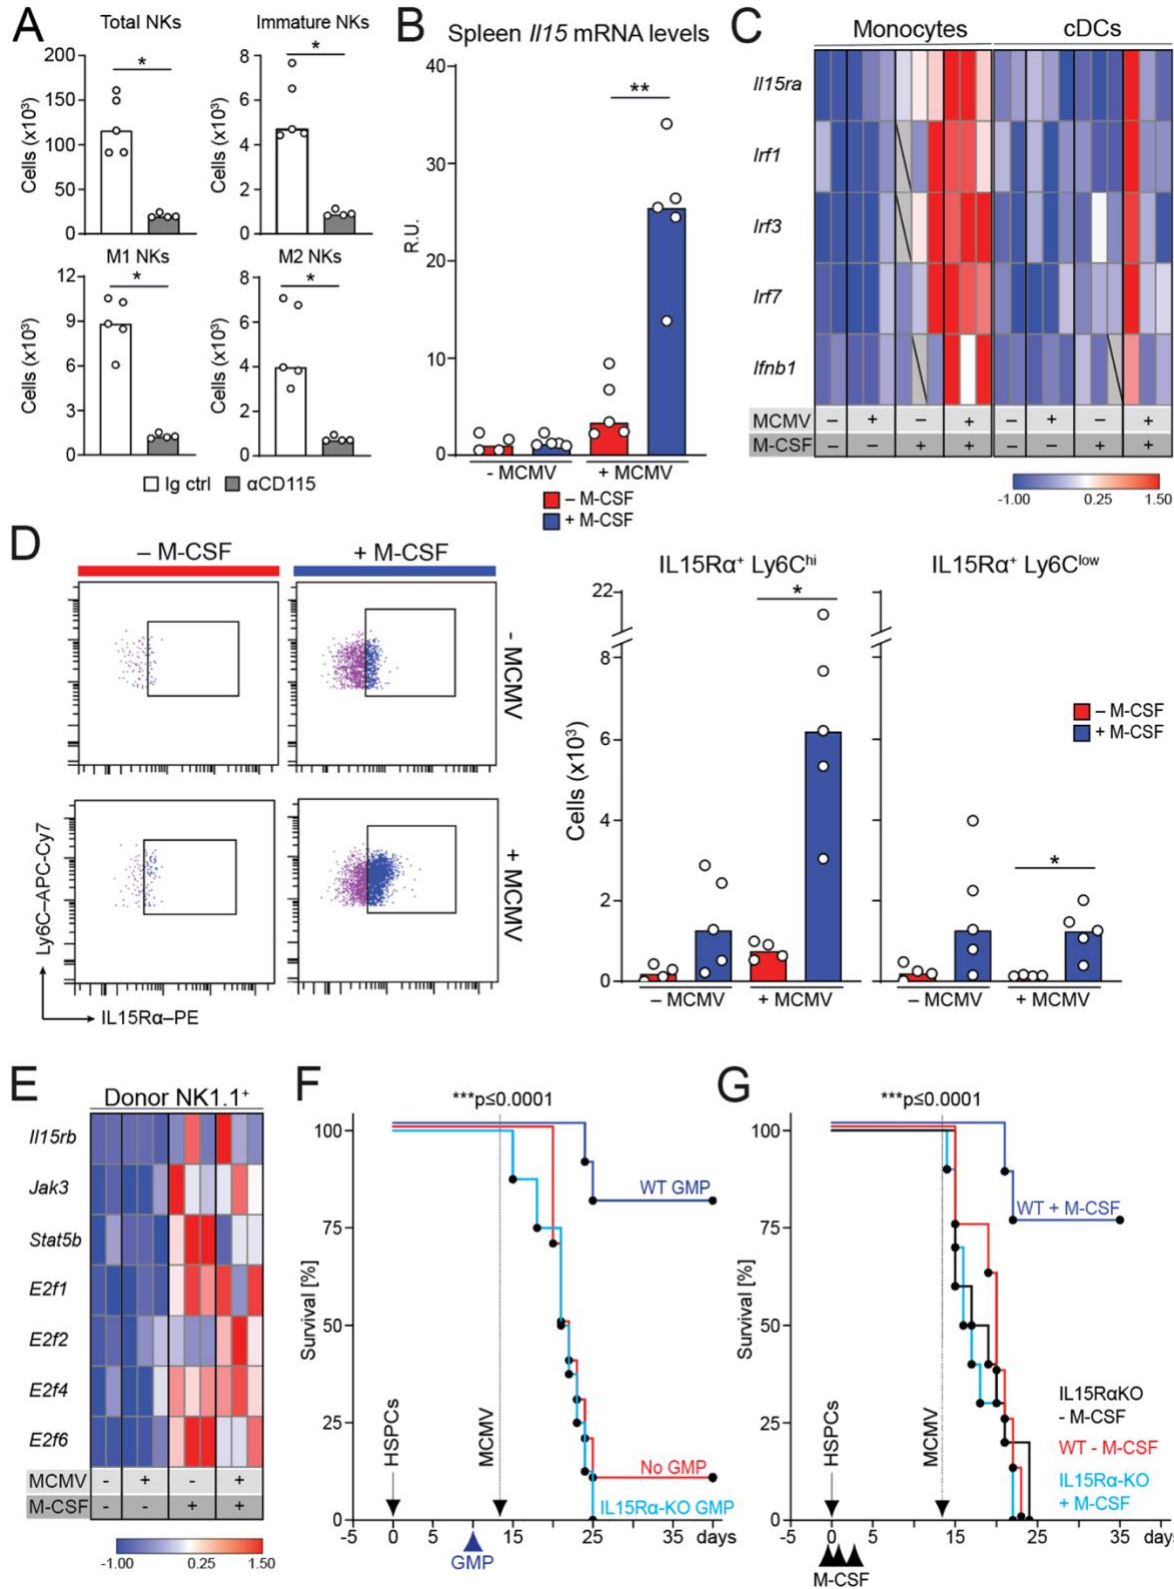 A
Total NKs
Immature NKs
Cells (x10³)
200
150
100
50
0
*
Cells (x10³)
8
6
4
2
0
*
M1 NKs
M2 NKs
Cells (x10³)
12
9
6
3
0
*
Cells (x10³)
8
6
4
2
0
*
Ig ctrl
αCD115
B
Spleen Il15 mRNA levels
R.U.
40
30
20
10
0
**
- MCMV
+ MCMV
– M-CSF
+ M-CSF
C
Monocytes
cDCs
Il15ra
Irf1
Irf3
Irf7
Ifnb1
MCMV – + – + – + – +
M-CSF – – + + – – + +
-1.00 0.25 1.50
D
– M-CSF
+ M-CSF
- MCMV
+ MCMV
Ly6C–APC-Cy7
IL15Rα–PE
IL15Rα⁺ Ly6Cʰⁱ
IL15Rα⁺ Ly6Cˡᵒʷ
Cells (x10³)
22
8
6
4
2
0
*
*
– MCMV
+ MCMV
– MCMV
+ MCMV
– M-CSF
+ M-CSF
E
Donor NK1.1⁺
Il15rb
Jak3
Stat5b
E2f1
E2f2
E2f4
E2f6
MCMV - + - +
M-CSF - - + +
-1.00 0.25 1.50
F
***p≤0.0001
Survival [%]
100
75
50
25
0
HSPCs
MCMV
WT GMP
No GMP
IL15Rα-KO GMP
-5 0 5 15 25 35 days
GMP
G
***p≤0.0001
Survival [%]
100
75
50
25
0
HSPCs
MCMV
WT + M-CSF
IL15RαKO
- M-CSF
WT - M-CSF
IL15Rα-KO
+ M-CSF
-5 0 5 15 25 35 days
M-CSF